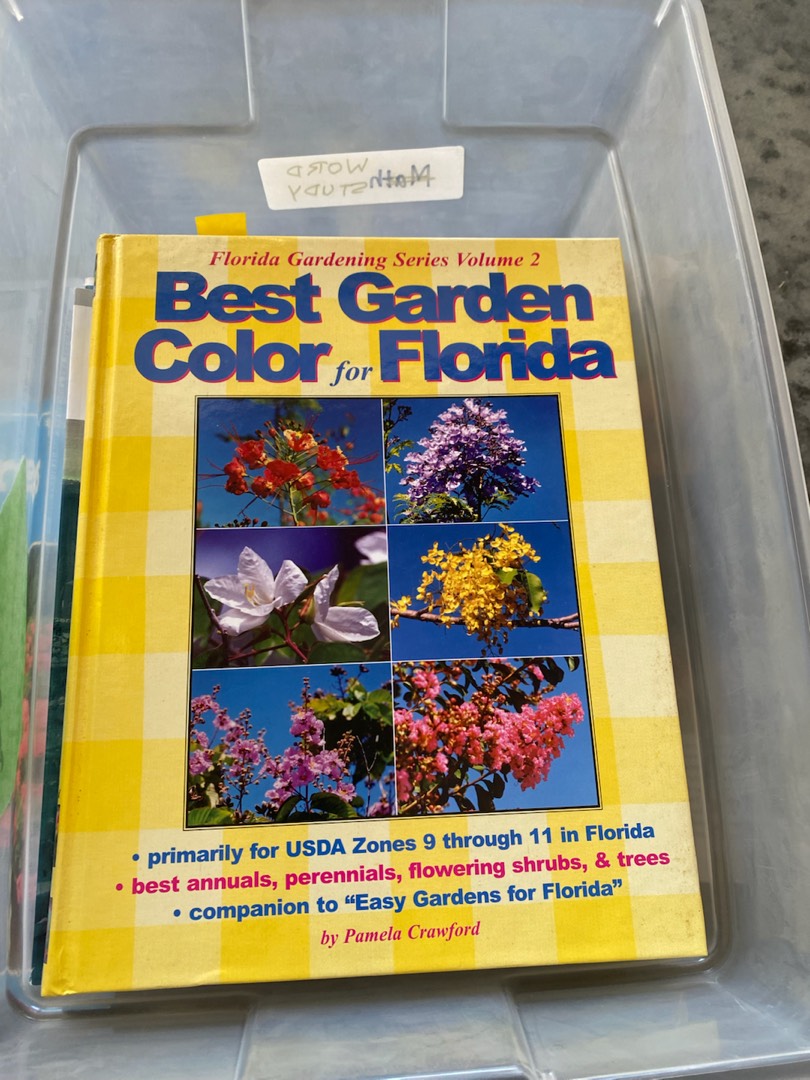 Math WORD
STUDY
Florida Gardening Series Volume 2
Best Garden
Color for Florida
• primarily for USDA Zones 9 through 11 in Florida
• best annuals, perennials, flowering shrubs, & trees
• companion to “Easy Gardens for Florida”
by Pamela Crawford